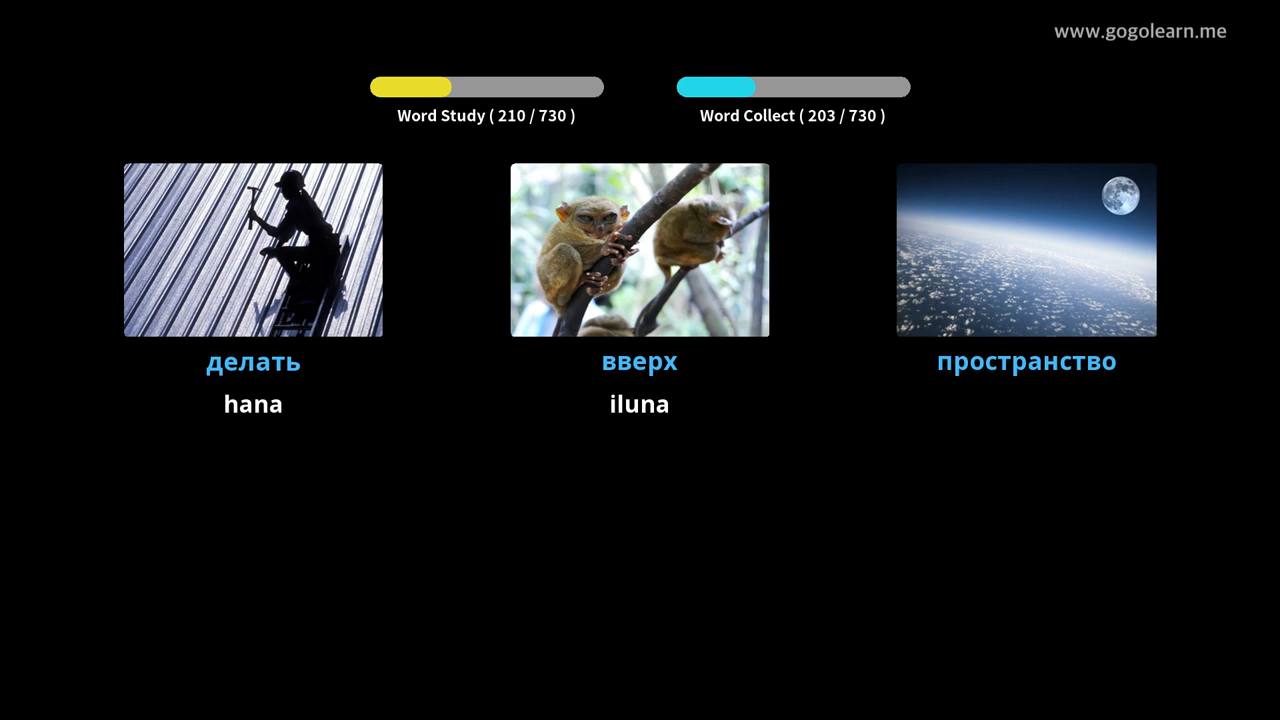 www.gogolearn.me
Word Study ( 210 / 730 )
Word Collect ( 203 / 730 )
делать
вверх
пространство
hana
iluna